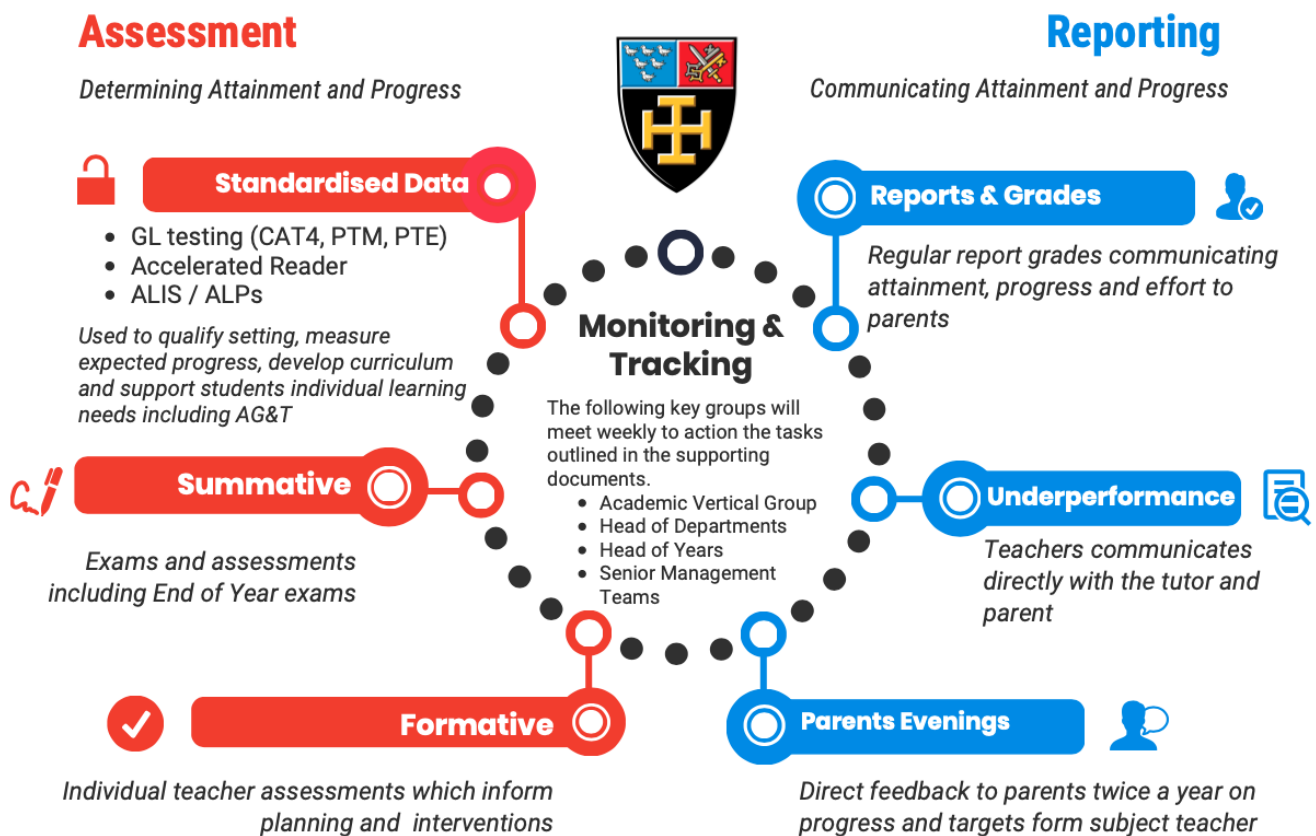 Assessment
Determining Attainment and Progress
Standardised Data
• GL testing (CAT4, PTM, PTE)
• Accelerated Reader
• ALIS / ALPs
Used to qualify setting, measure
expected progress, develop curriculum
and support students individual learning
needs including AG&T
Summative
Exams and assessments
including End of Year exams
Formative
Individual teacher assessments which inform
planning and interventions
Monitoring &
Tracking
The following key groups will
meet weekly to action the tasks
outlined in the supporting
documents.
• Academic Vertical Group
• Head of Departments
• Head of Years
• Senior Management
Teams
Reporting
Communicating Attainment and Progress
Reports & Grades
Regular report grades communicating
attainment, progress and effort to
parents
Underperformance
Teachers communicates
directly with the tutor and
parent
Parents Evenings
Direct feedback to parents twice a year on
progress and targets form subject teacher